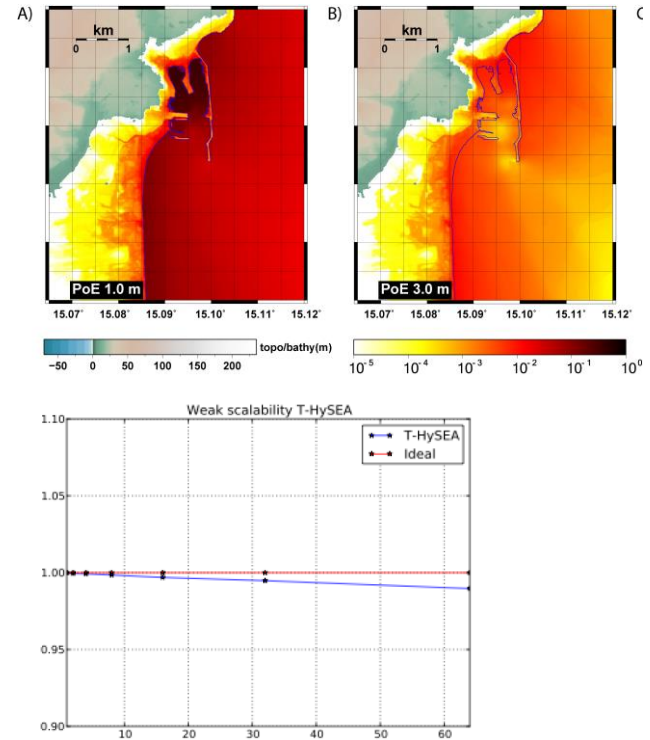 A)
km
0 1
PoE 1.0 m
15.07' 15.08 15.09' 15.10' 15.11' 15.12'
B)
km
0 1
PoE 3.0 m
15.07' 15.08 15.09' 15.10' 15.11' 15.12'
C
topo/bathy(m)
−50 0 50 100 150 200
10⁻⁵ 10⁻⁴ 10⁻³ 10⁻² 10⁻¹ 10⁰
Weak scalability T-HySEA
T-HySEA
Ideal
1.10
1.05
1.00
0.95
0.90
10 20 30 40 50 60